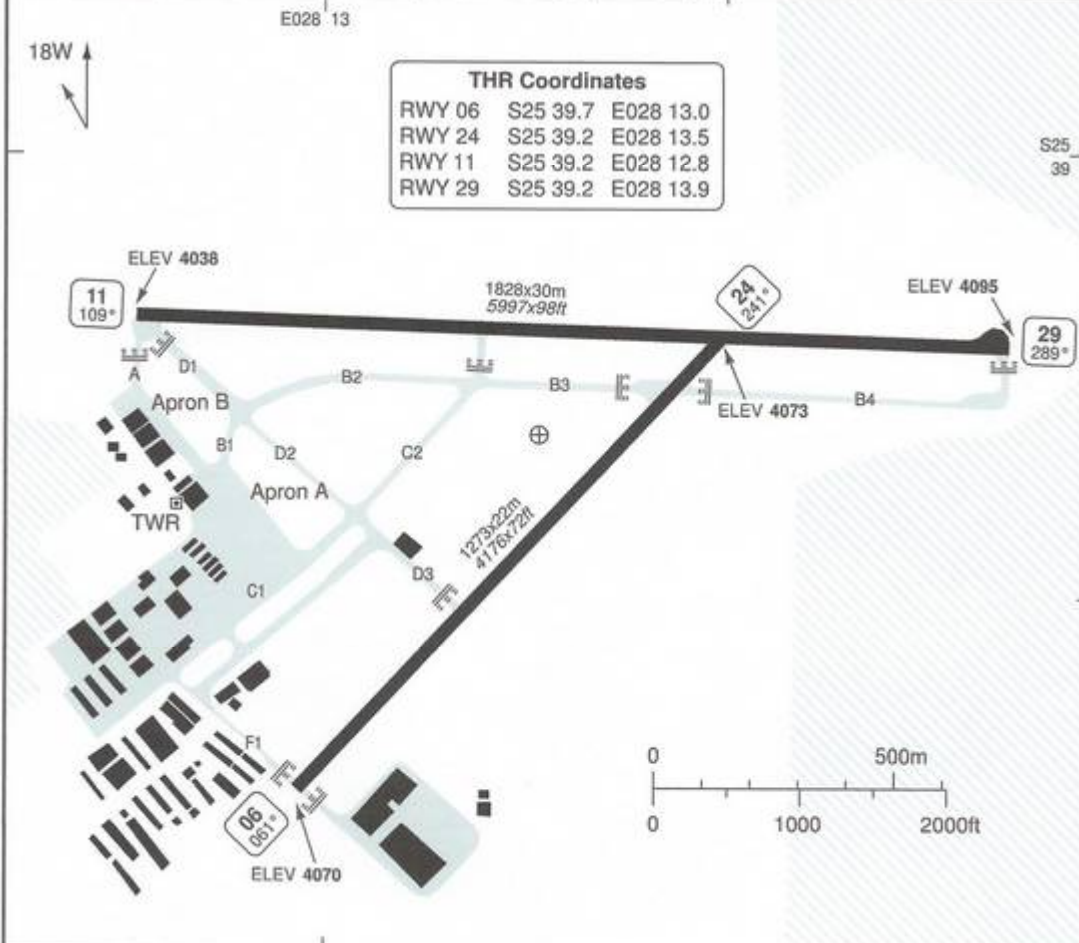 E028 13
18W
THR Coordinates
RWY 06 S25 39.7 E028 13.0
RWY 24 S25 39.2 E028 13.5
RWY 11 S25 39.2 E028 12.8
RWY 29 S25 39.2 E028 13.9
S25
39
ELEV 4038
11
109°
1828x30m
5997x98ft
24
241°
ELEV 4095
29
289°
A
D1
B2
B3
B4
Apron B
ELEV 4073
B1
D2
C2
Apron A
TWR
1273x22m
4176x72ft
D3
C1
F1
0
500m
0
1000
2000ft
06
061°
ELEV 4070